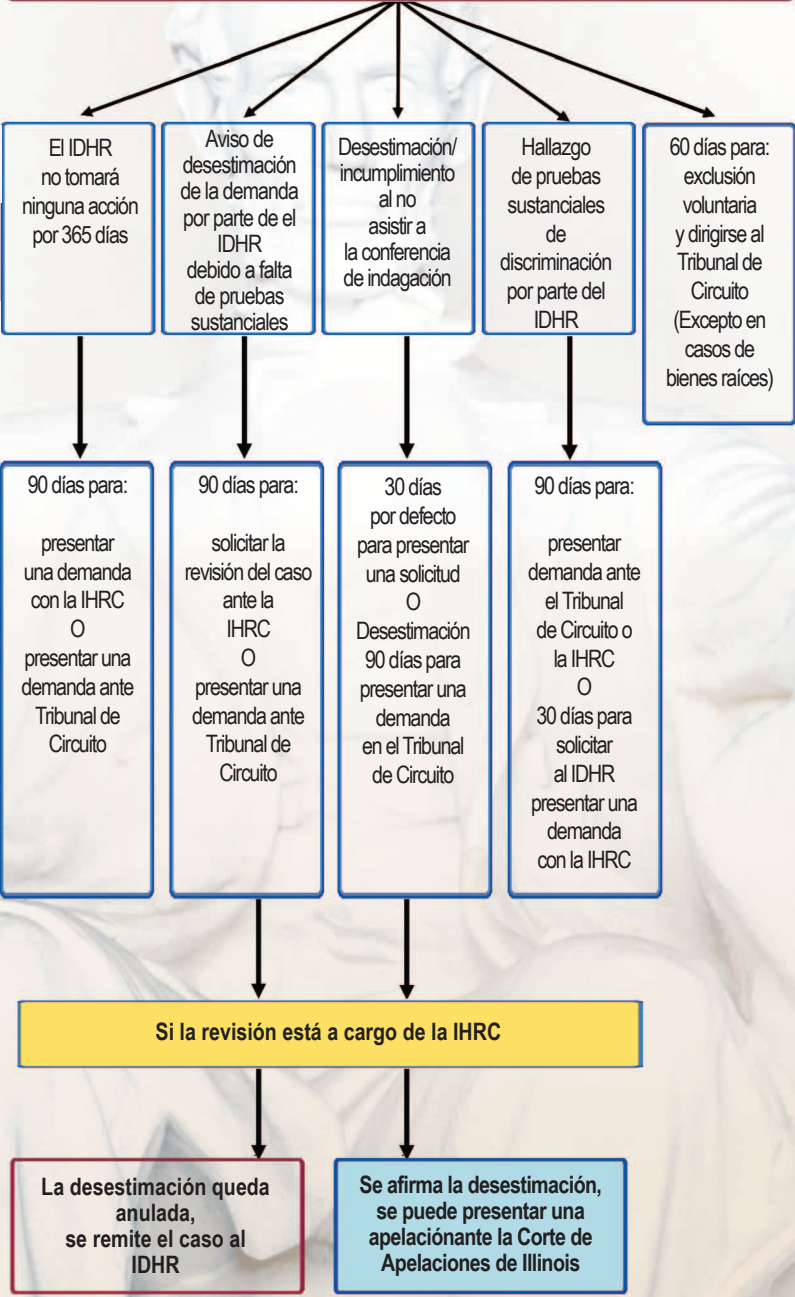 El IDHR
no tomará
ninguna acción
por 365 días
Aviso de
desestimación
de la demanda
por parte de el
IDHR
debido a falta
de pruebas
sustanciales
Desestimación/
incumplimiento
al no
asistir a
la conferencia
de indagación
Hallazgo
de pruebas
sustanciales
de
discriminación
por parte del
IDHR
60 días para:
exclusión
voluntaria
y dirigirse al
Tribunal de
Circuito
(Excepto en
casos de
bienes raíces)
90 días para:
presentar
una demanda
con la IHRC
O
presentar una
demanda ante
Tribunal de
Circuito
90 días para:
solicitar la
revisión del caso
ante la
IHRC
O
presentar una
demanda ante
Tribunal de
Circuito
30 días
por defecto
para presentar
una solicitud
O
Desestimación
90 días para
presentar una
demanda
en el Tribunal
de Circuito
90 días para:
presentar
demanda ante
el Tribunal
de Circuito o
la IHRC
O
30 días para
solicitar
al IDHR
presentar una
demanda
con la IHRC
Si la revisión está a cargo de la IHRC
La desestimación queda
anulada,
se remite el caso al
IDHR
Se afirma la desestimación,
se puede presentar una
apelaciónante la Corte de
Apelaciones de Illinois